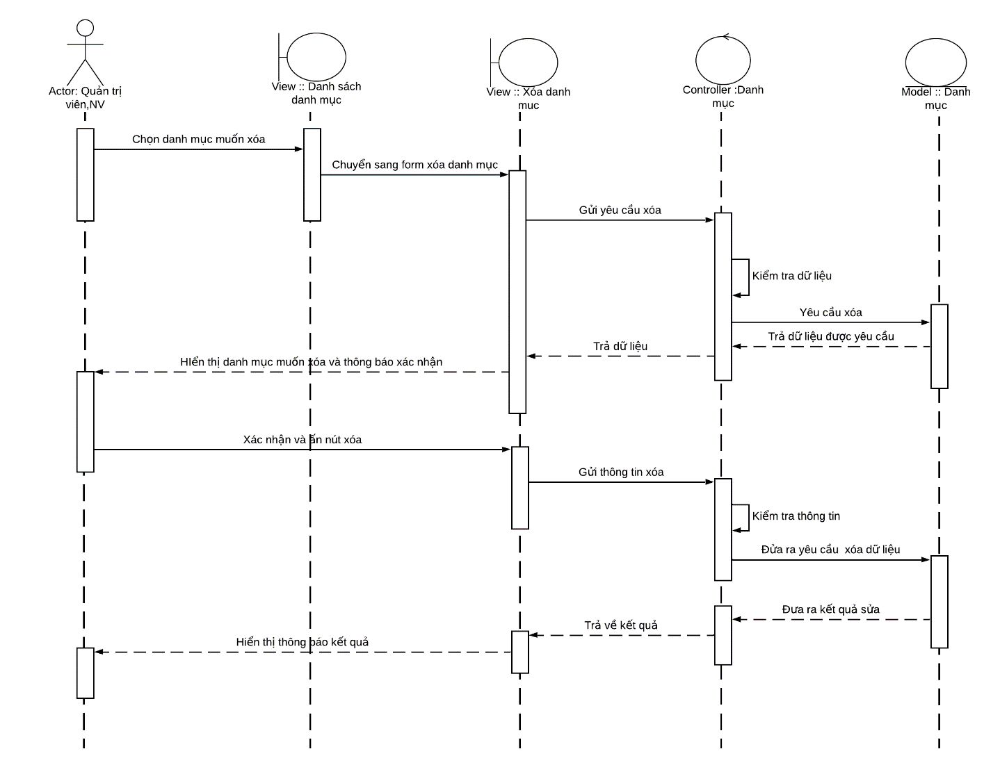 Actor: Quản trị
viên,NV
View :: Danh sách
danh mục
View :: Xóa danh
muc
Controller :Danh
mục
Model :: Danh
mục
Chọn danh mục muốn xóa
Chuyển sang form xóa danh mục
Gửi yêu cầu xóa
Kiểm tra dữ liệu
Yêu cầu xóa
Trả dữ liệu được yêu cầu
Trả dữ liệu
HIển thị danh mục muốn xóa và thông báo xác nhận
Xác nhận và ấn nút xóa
Gửi thông tin xóa
Kiểm tra thông tin
Đửa ra yêu cầu  xóa dữ liệu
Đưa ra kết quả sửa
Trả về kết quả
Hiển thị thông báo kết quả